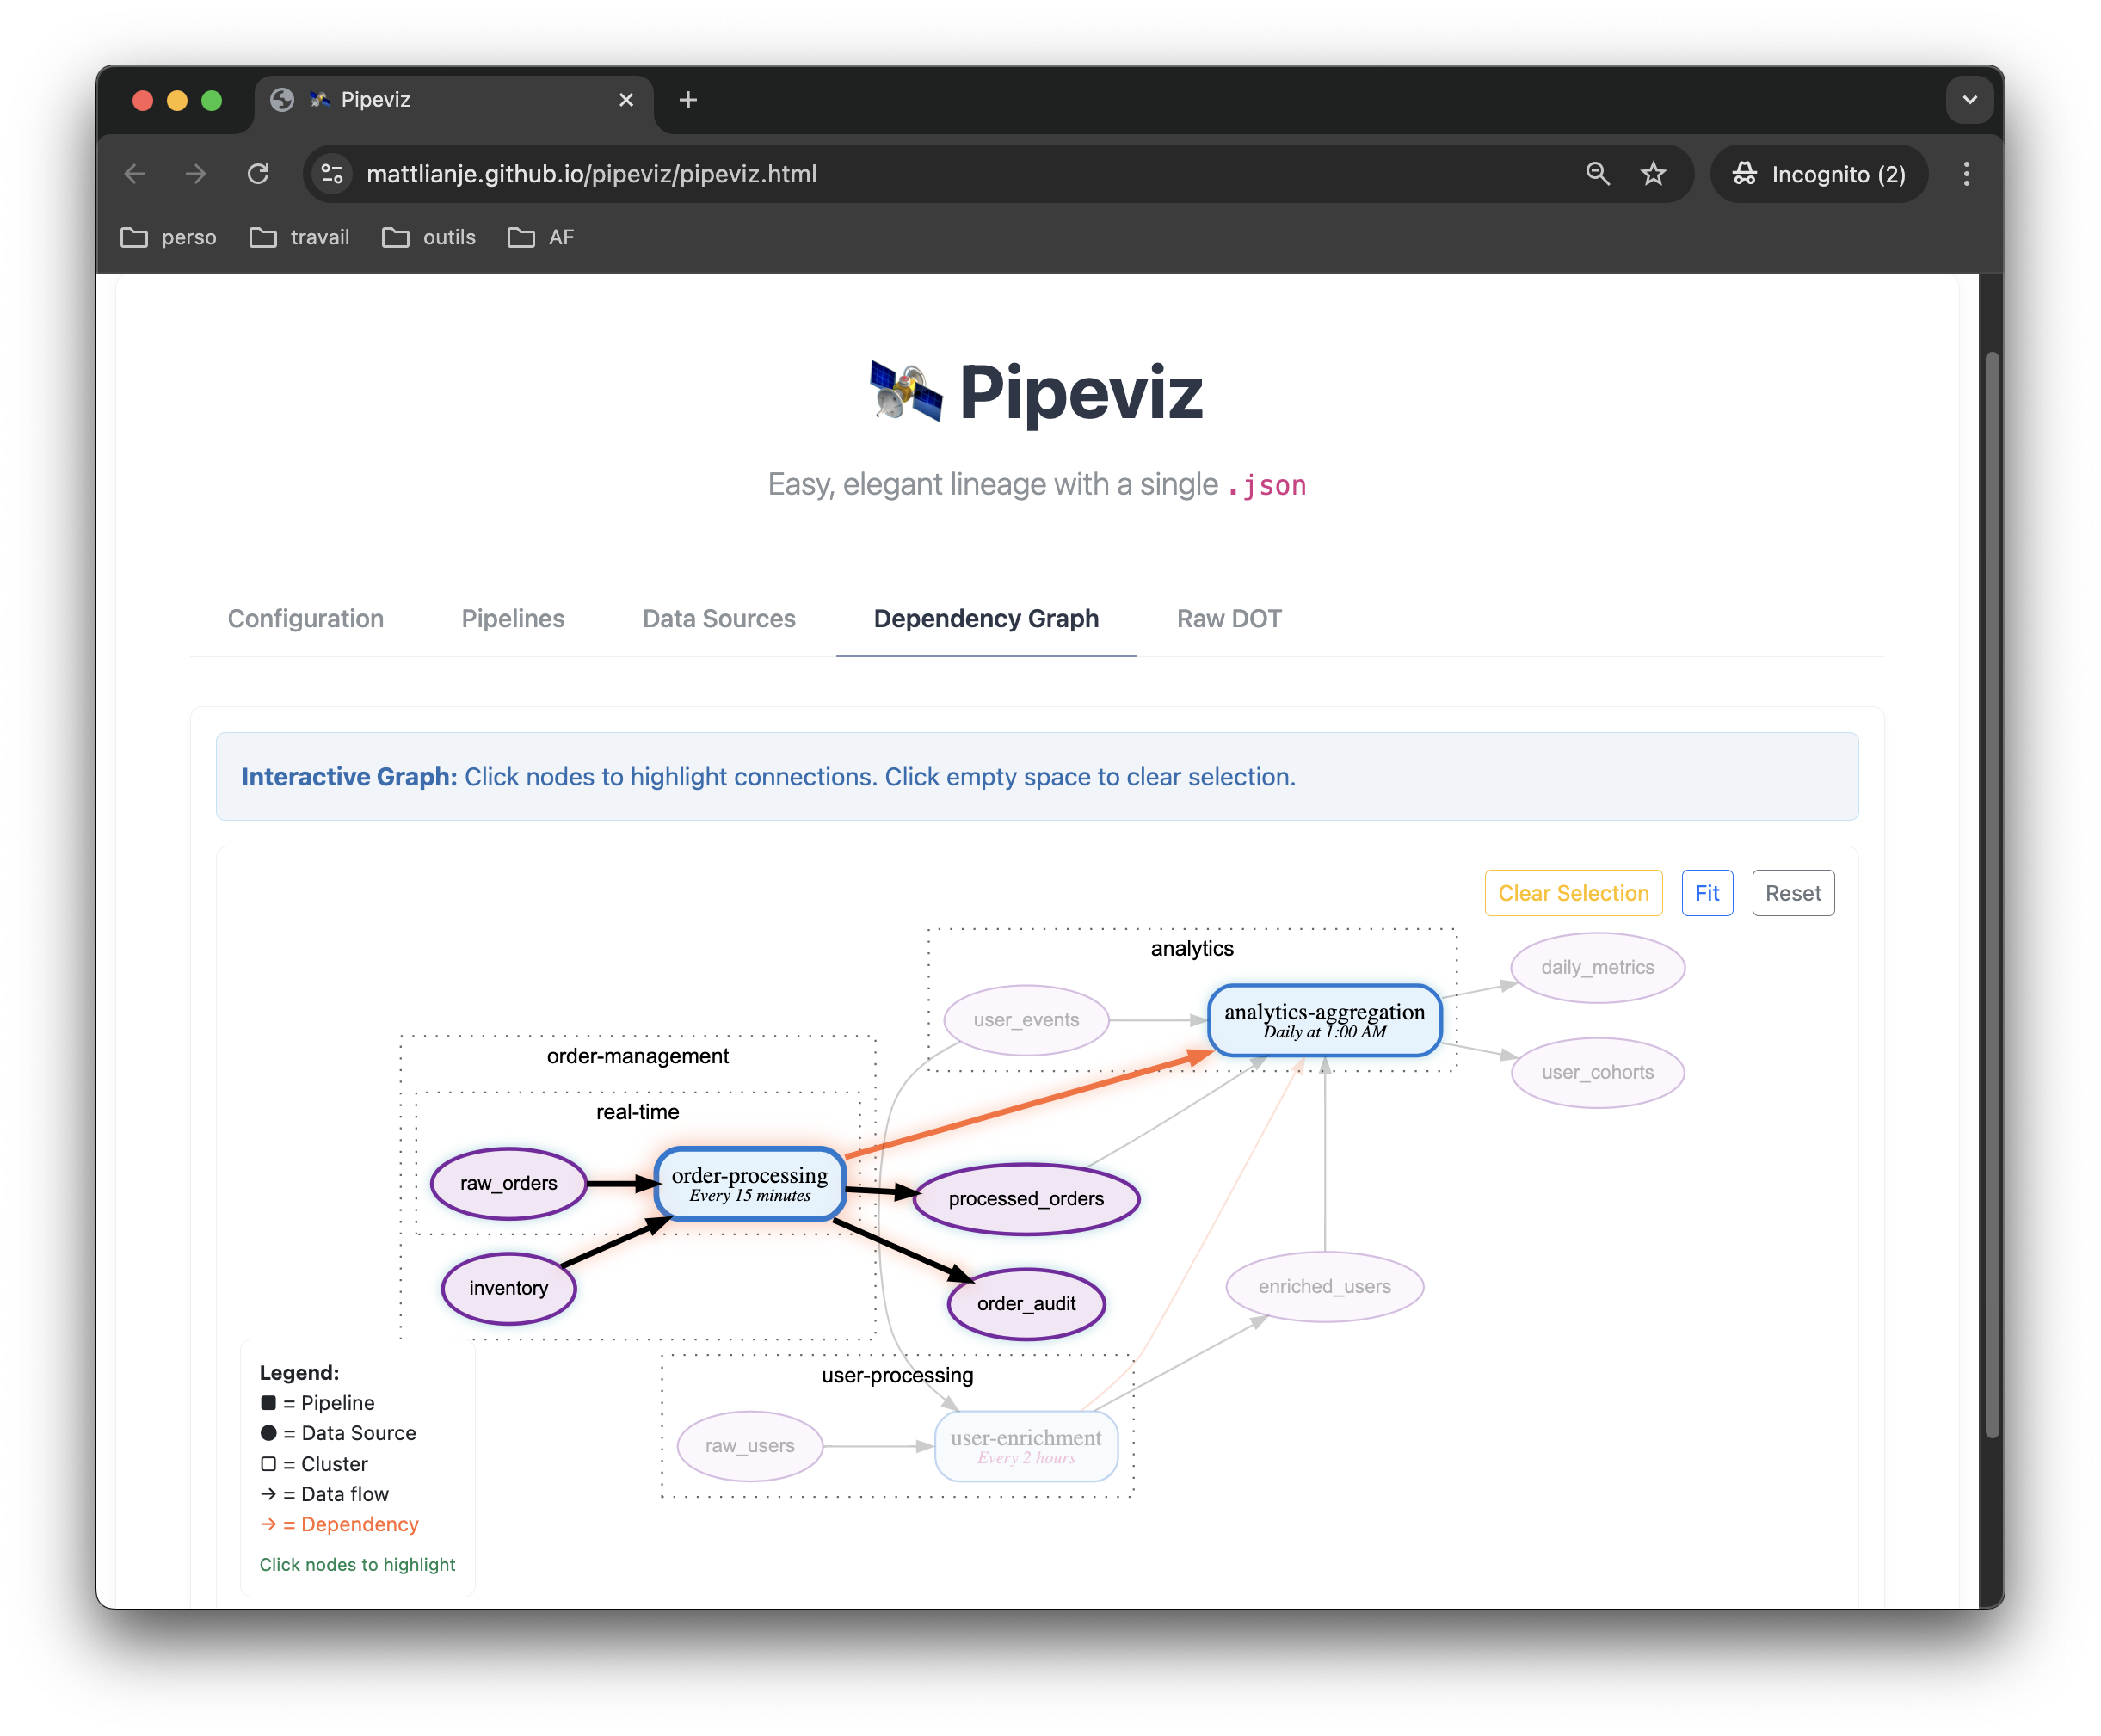 Pipeviz
mattlianje.github.io/pipeviz/pipeviz.html
Incognito (2)
perso
travail
outils
AF
Pipeviz
Easy, elegant lineage with a single .json
Configuration
Pipelines
Data Sources
Dependency Graph
Raw DOT
Interactive Graph: Click nodes to highlight connections. Click empty space to clear selection.
Clear Selection
Fit
Reset
analytics
daily_metrics
user_events
analytics-aggregation
Daily at 1:00 AM
user_cohorts
order-management
real-time
raw_orders
order-processing
Every 15 minutes
processed_orders
inventory
order_audit
enriched_users
user-processing
raw_users
user-enrichment
Every 2 hours
Legend:
■ = Pipeline
● = Data Source
□ = Cluster
→ = Data flow
→ = Dependency
Click nodes to highlight